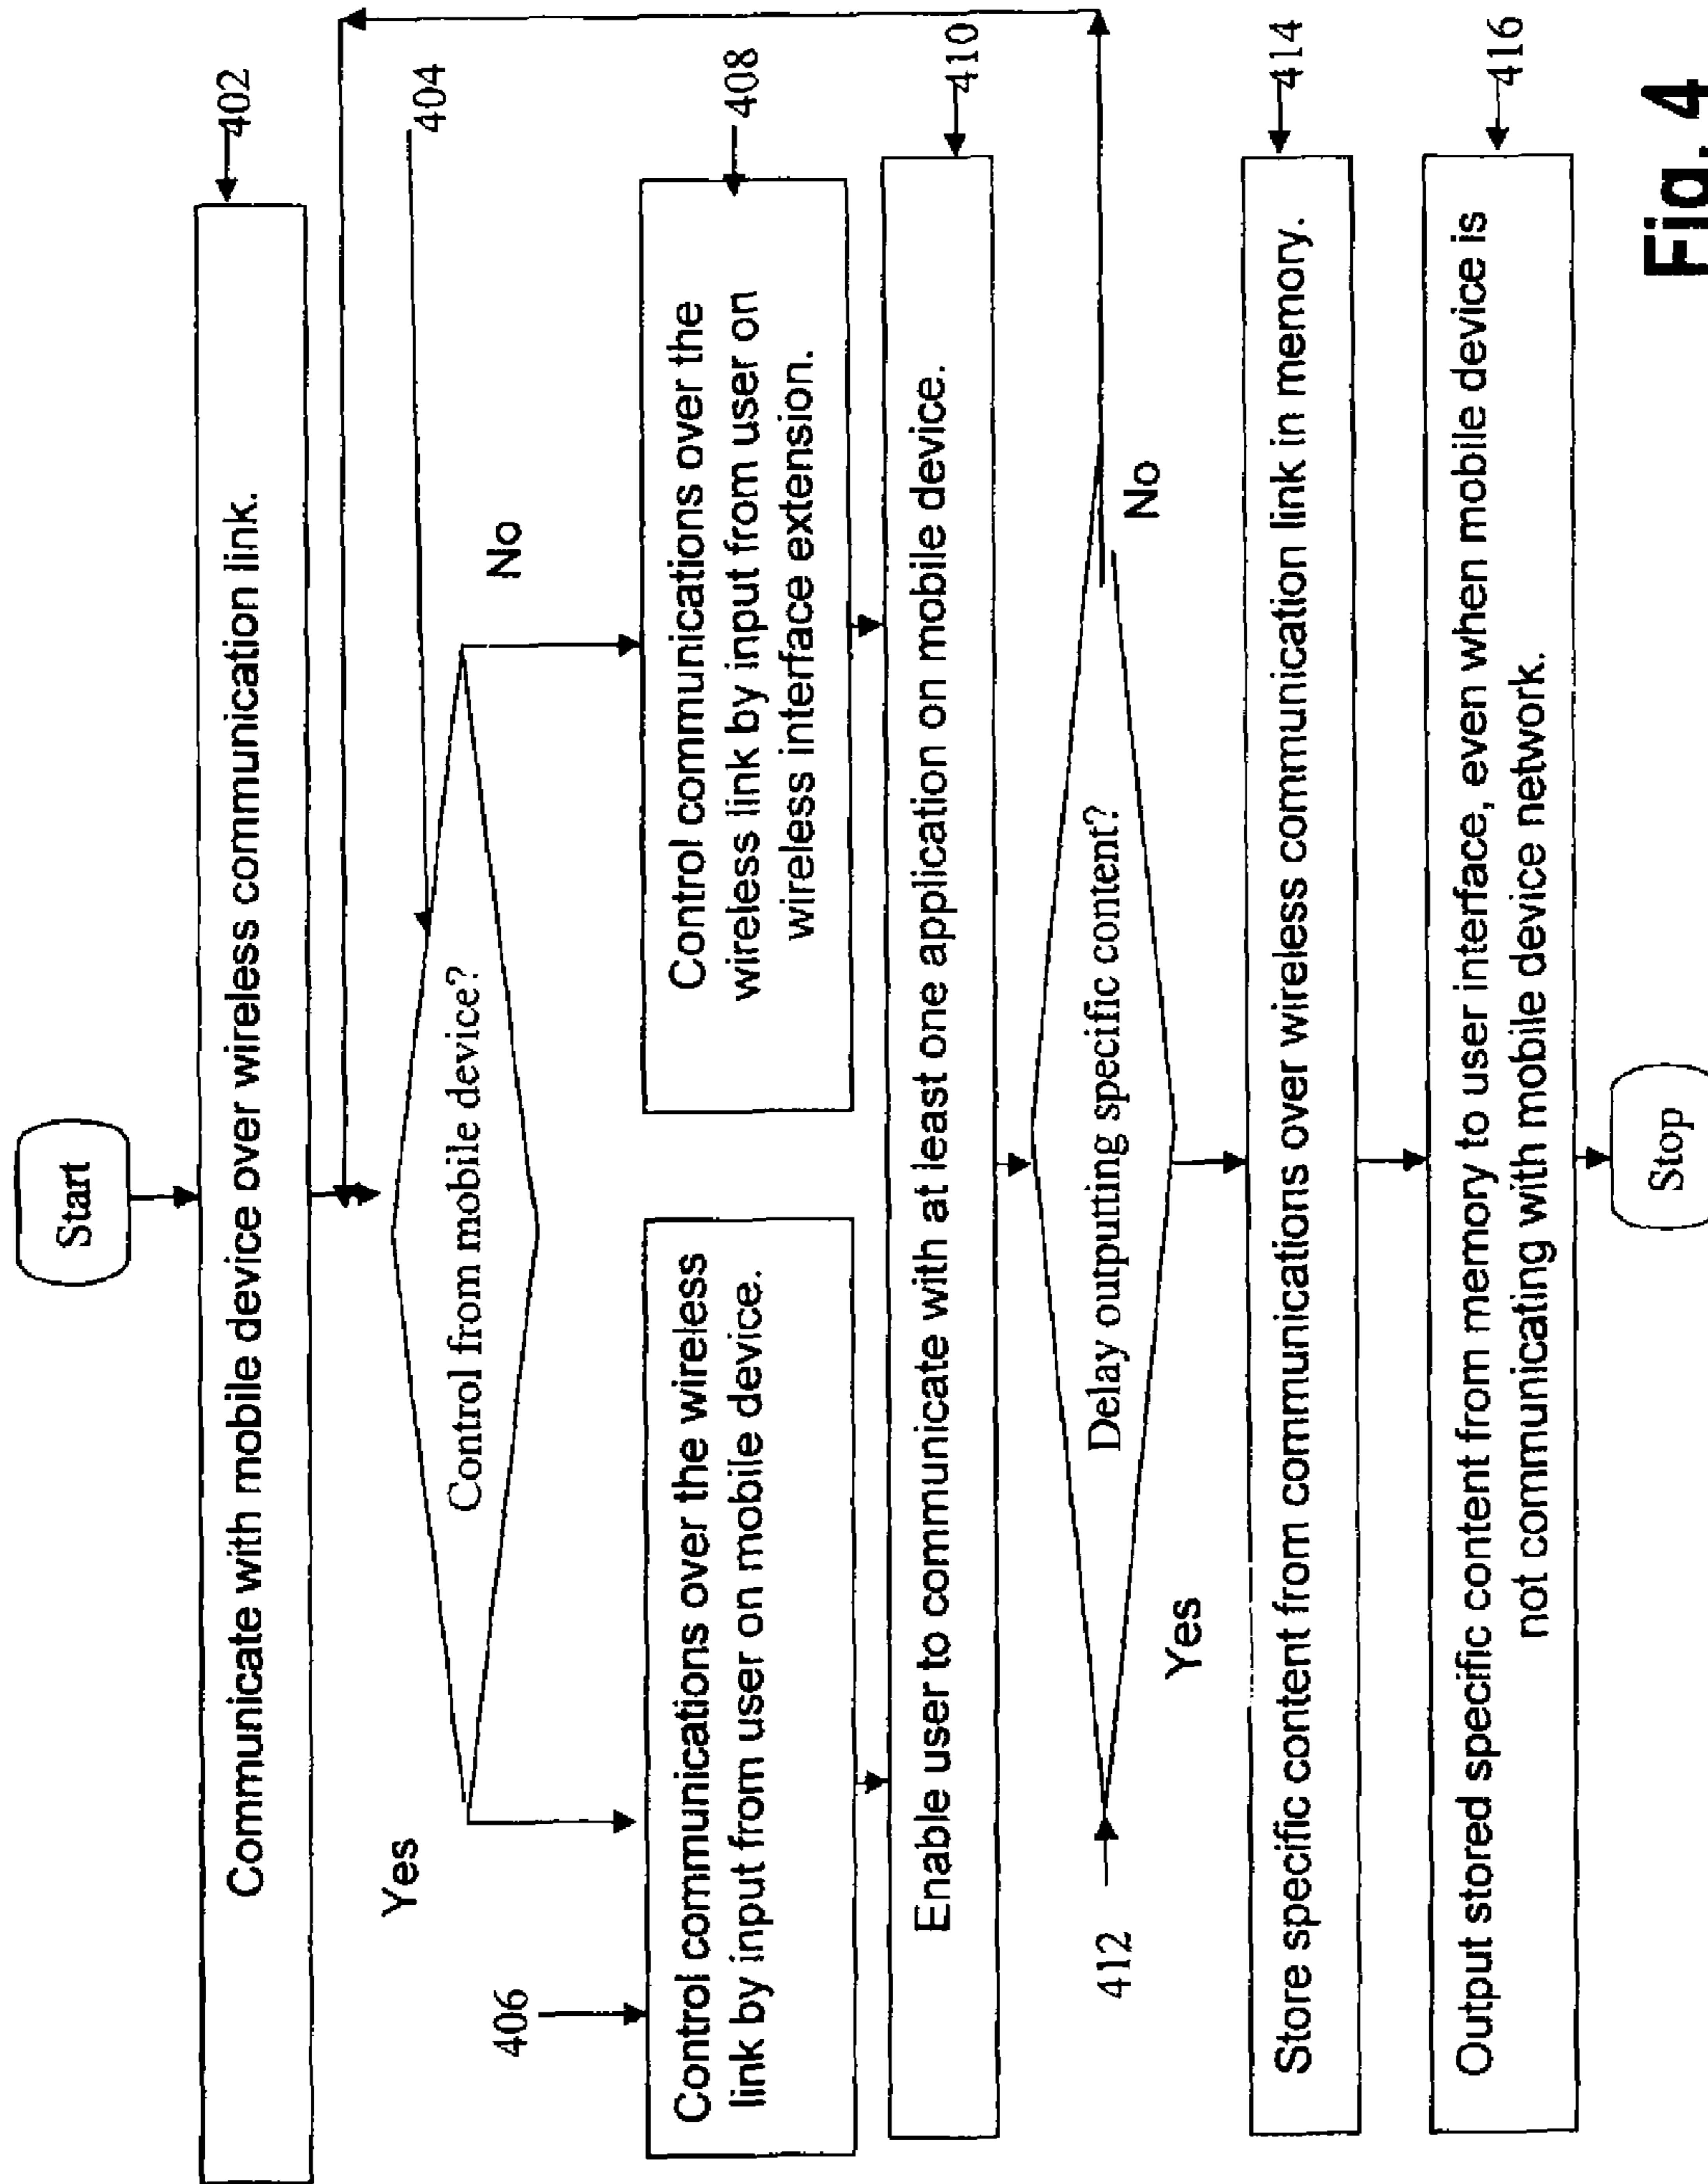 Start
402
Communicate with mobile device over wireless communication link.
404
Control from mobile device?
Yes
No
406
Control communications over the wireless
link by input from user on mobile device.
408
Control communications over the
wireless link by input from user on
wireless interface extension.
410
Enable user to communicate with at least one application on mobile device.
412
Delay outputing specific content?
No
Yes
414
Store specific content from communications over wireless communication link in memory.
416
Output stored specific content from memory to user interface, even when mobile device is
not communicating with mobile device network.
Stop
Fig. 4